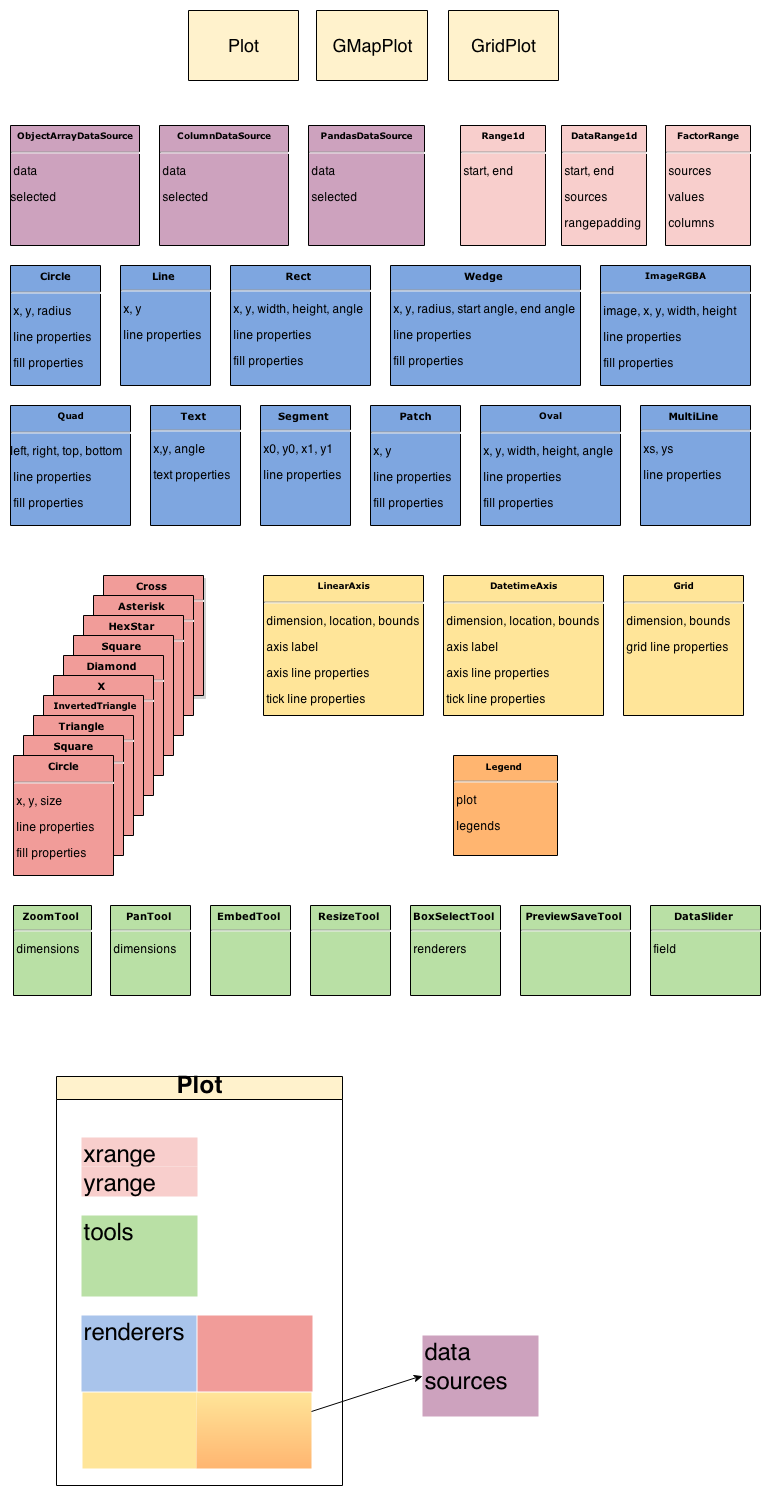 Plot
GMapPlot
GridPlot
ObjectArrayDataSource
data
selected
ColumnDataSource
data
selected
PandasDataSource
data
selected
Range1d
start, end
DataRange1d
start, end
sources
rangepadding
FactorRange
sources
values
columns
Circle
x, y, radius
line properties
fill properties
Line
x, y
line properties
Rect
x, y, width, height, angle
line properties
fill properties
Wedge
x, y, radius, start angle, end angle
line properties
fill properties
ImageRGBA
image, x, y, width, height
line properties
fill properties
Quad
left, right, top, bottom
line properties
fill properties
Text
x,y, angle
text properties
Segment
x0, y0, x1, y1
line properties
Patch
x, y
line properties
fill properties
Oval
x, y, width, height, angle
line properties
fill properties
MultiLine
xs, ys
line properties
Cross
Asterisk
HexStar
Square
Diamond
X
InvertedTriangle
Triangle
Square
Circle
x, y, size
line properties
fill properties
LinearAxis
dimension, location, bounds
axis label
axis line properties
tick line properties
DatetimeAxis
dimension, location, bounds
axis label
axis line properties
tick line properties
Grid
dimension, bounds
grid line properties
Legend
plot
legends
ZoomTool
dimensions
PanTool
dimensions
EmbedTool
ResizeTool
BoxSelectTool
renderers
PreviewSaveTool
DataSlider
field
Plot
xrange
yrange
tools
renderers
data
sources